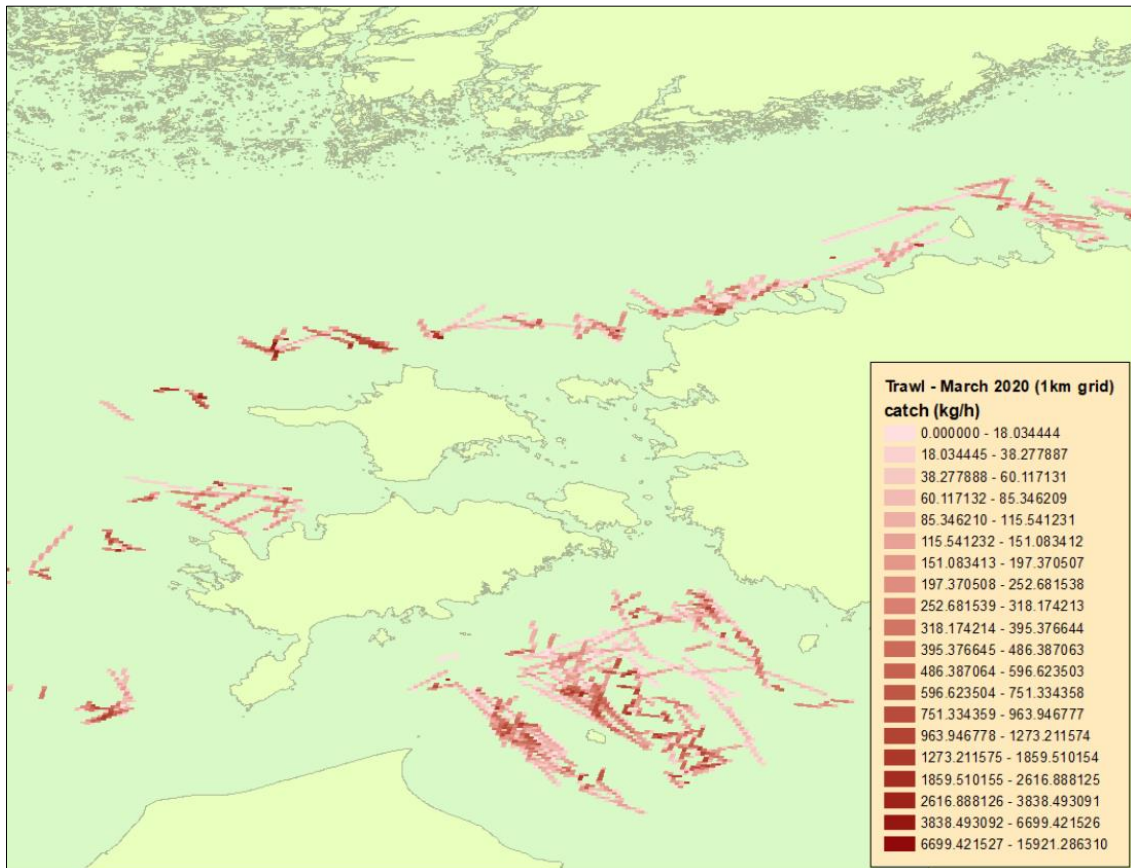 Trawl - March 2020 (1km grid)
catch (kg/h)
0.000000 - 18.034444
18.034445 - 38.277887
38.277888 - 60.117131
60.117132 - 85.346209
85.346210 - 115.541231
115.541232 - 151.083412
151.083413 - 197.370507
197.370508 - 252.681538
252.681539 - 318.174213
318.174214 - 395.376644
395.376645 - 486.387063
486.387064 - 596.623503
596.623504 - 751.334358
751.334359 - 963.946777
963.946778 - 1273.211574
1273.211575 - 1859.510154
1859.510155 - 2616.888125
2616.888126 - 3838.493091
3838.493092 - 6699.421526
6699.421527 - 15921.286310